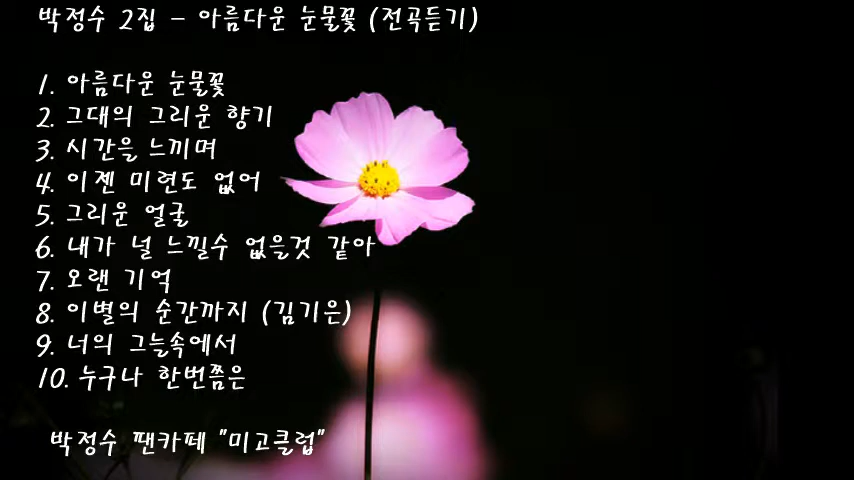 박정수 2집 - 아름다운 눈물꽃 (전곡듣기)
1. 아름다운 눈물꽃
2. 그대의 그리운 향기
3. 시간을 느끼며
4. 이젠 미련도 없어
5. 그리운 얼굴
6. 내가 널 느낄수 없을것 같아
7. 오랜 기억
8. 이별의 순간까지 (김기은)
9. 너의 그늘속에서
10. 누구나 한번쯤은
박정수 팬카페 "미고클럽"